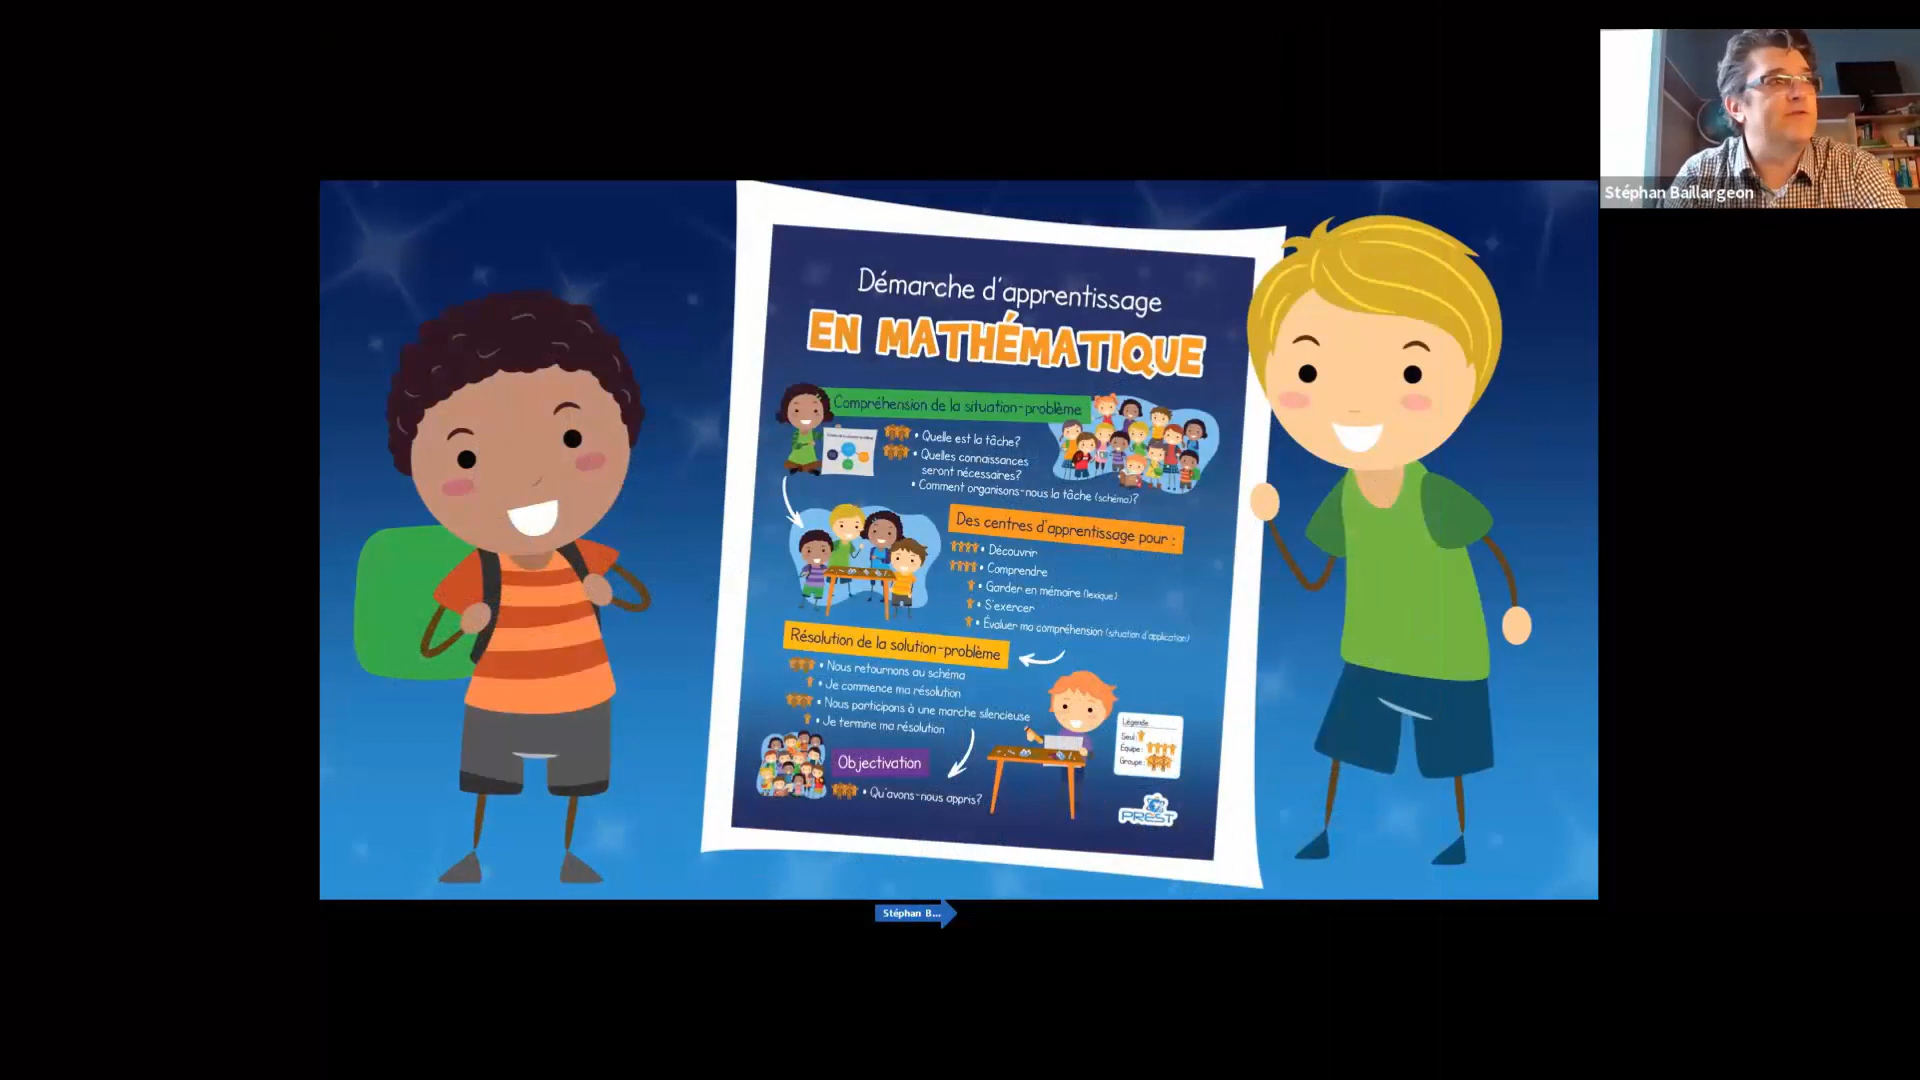 Stéphan Baillargeon
Démarche d'apprentissage
EN MATHÉMATIQUE
Compréhension de la situation-problème
• Quelle est la tâche?
• Quelles connaissances
seront nécessaires?
• Comment organisons-nous la tâche (schéma)?
Des centres d'apprentissage pour :
• Découvrir
• Comprendre
• Garder en mémoire (lexique)
• S'exercer
• Évaluer ma compréhension (situation d'application)
Résolution de la solution-problème
• Nous retournons au schéma
• Je commence ma résolution
• Nous participons à une marche silencieuse
• Je termine ma résolution
Légende
Seul :
Équipe :
Groupe :
Objectivation
• Qu'avons-nous appris?
PREST
Stéphan B...